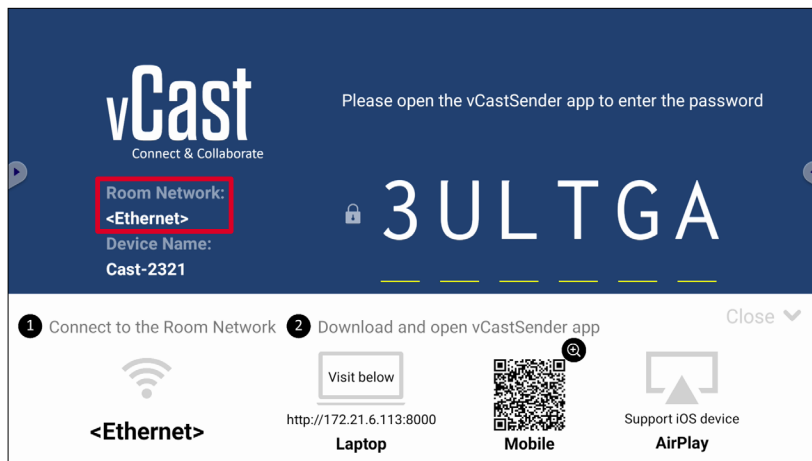 vCast
Connect & Collaborate
Please open the vCastSender app to enter the password
Room Network:
<Ethernet>
Device Name:
Cast-2321
3ULTGA
Close
1 Connect to the Room Network
2 Download and open vCastSender app
<Ethernet>
Visit below
http://172.21.6.113:8000
Laptop
Mobile
Support iOS device
AirPlay